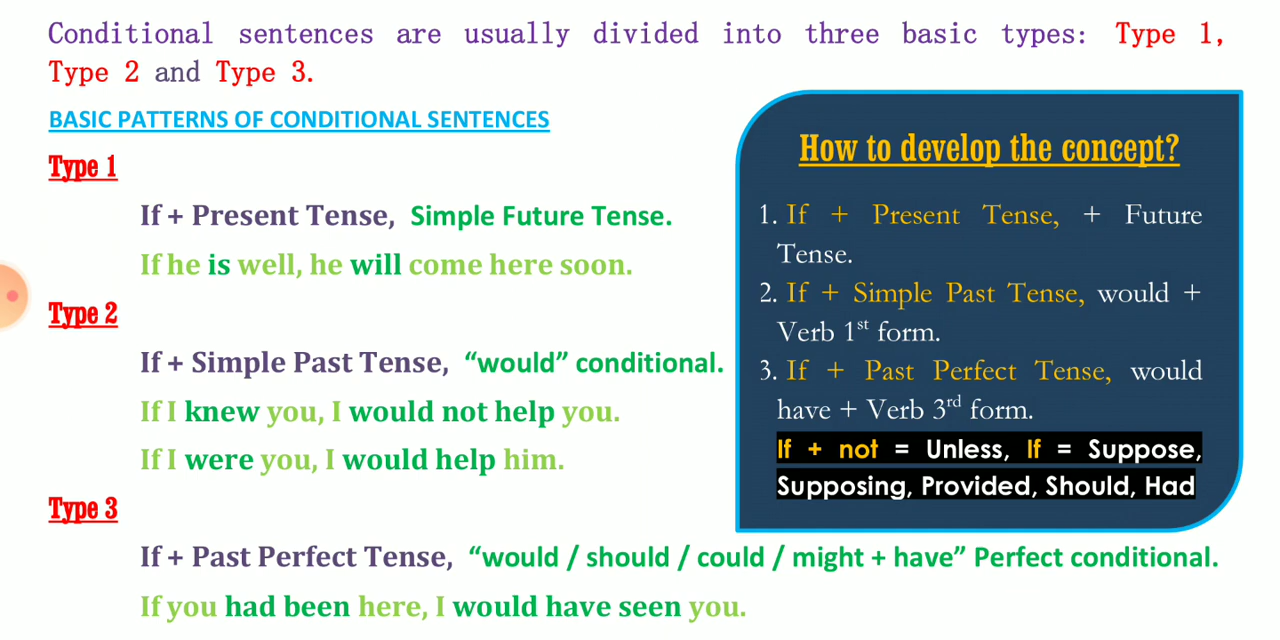 Conditional sentences are usually divided into three basic types: Type 1,
Type 2 and Type 3.
BASIC PATTERNS OF CONDITIONAL SENTENCES
Type 1
If + Present Tense, Simple Future Tense.
If he is well, he will come here soon.
Type 2
If + Simple Past Tense, “would” conditional.
If I knew you, I would not help you.
If I were you, I would help him.
Type 3
If + Past Perfect Tense, “would / should / could / might + have” Perfect conditional.
If you had been here, I would have seen you.
How to develop the concept?
1. If + Present Tense, + Future
Tense.
2. If + Simple Past Tense, would +
Verb 1st form.
3. If + Past Perfect Tense, would
have + Verb 3rd form.
If + not = Unless, If = Suppose,
Supposing, Provided, Should, Had